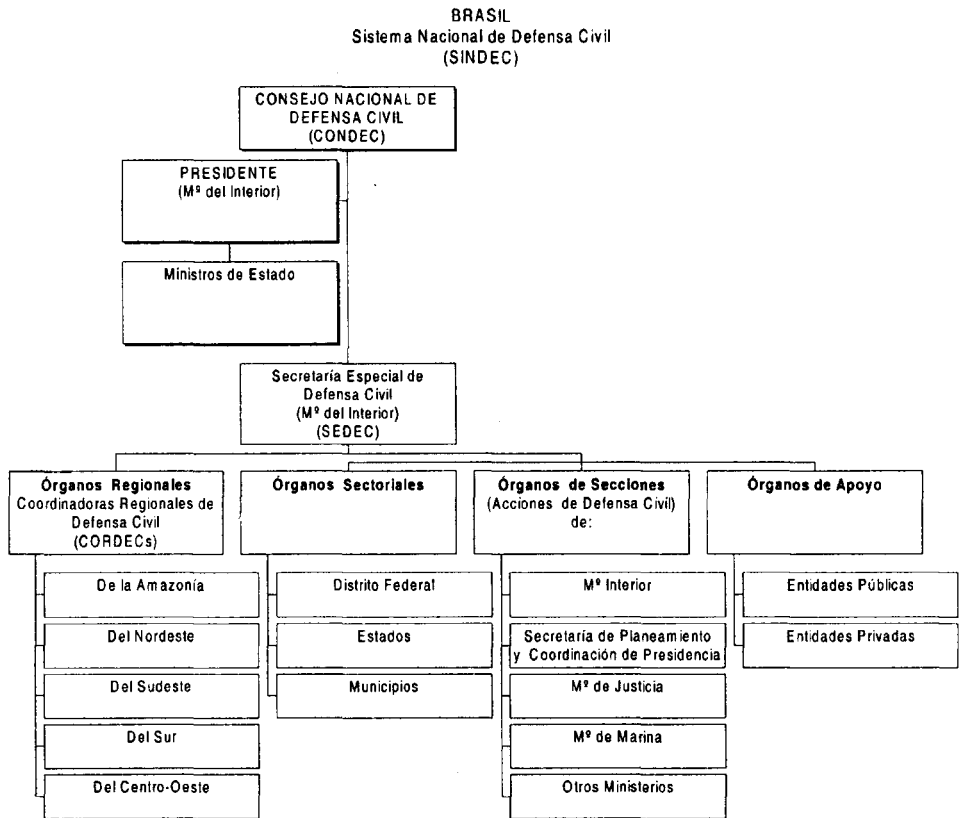 BRASIL
Sistema Nacional de Defensa Civil
(SINDEC)
CONSEJO NACIONAL DE
DEFENSA CIVIL
(CONDEC)
PRESIDENTE
(Mº del Interior)
Ministros de Estado
Secretaría Especial de
Defensa Civil
(Mº del Interior)
(SEDEC)
Órganos Regionales
Coordinadoras Regionales de
Defensa Civil
(CORDECs)
De la Amazonía
Del Nordeste
Del Sudeste
Del Sur
Del Centro-Oeste
Órganos Sectoriales
Distrito Federal
Estados
Municipios
Órganos de Secciones
(Acciones de Defensa Civil)
de:
Mº Interior
Secretaría de Planeamiento
y Coordinación de Presidencia
Mº de Justicia
Mº de Marina
Otros Ministerios
Órganos de Apoyo
Entidades Públicas
Entidades Privadas